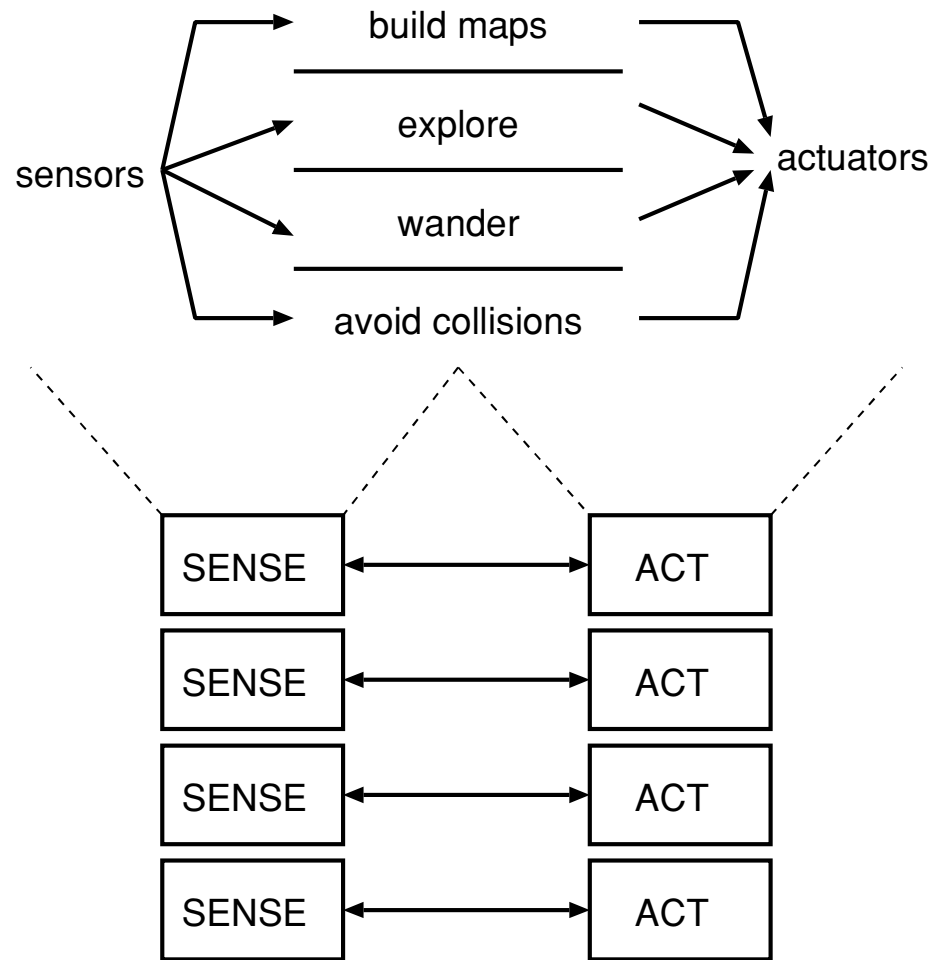 build maps
explore
sensors
actuators
wander
avoid collisions
SENSE ACT
SENSE ACT
SENSE ACT
SENSE ACT